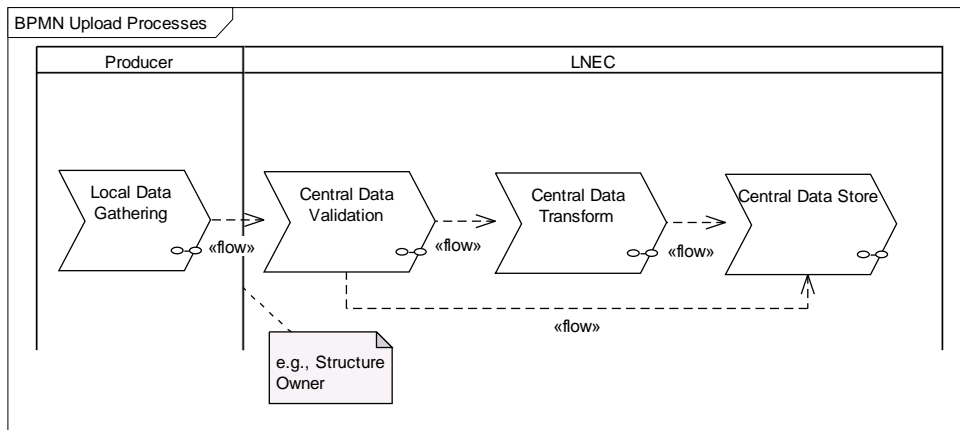 BPMN Upload Processes
Producer
LNEC
Local Data
Gathering
Central Data
Validation
Central Data
Transform
Central Data Store
«flow»
«flow»
«flow»
«flow»
e.g., Structure
Owner